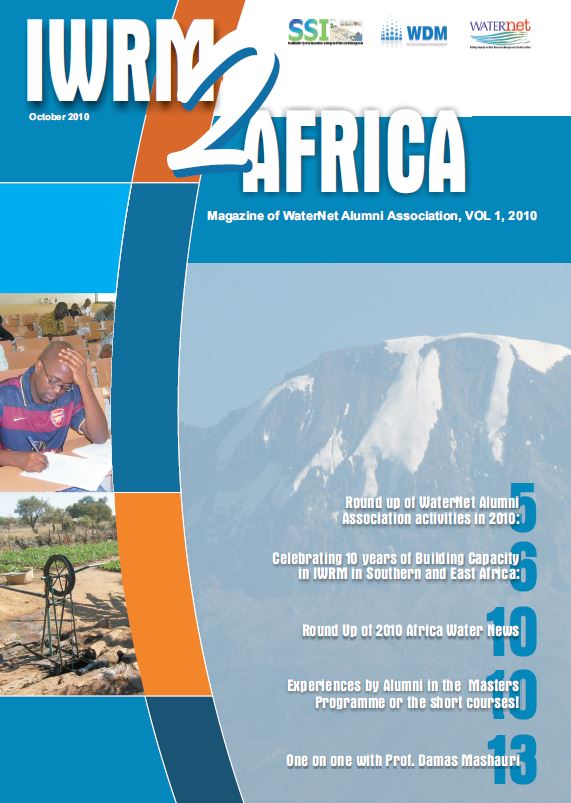 IWRM
2
AFRICA
October 2010
SSI
WDM
WATERnet
Magazine of WaterNet Alumni Association, VOL 1, 2010
Round up of WaterNet Alumni
Association activities in 2010:
5
Celebrating 10 years of Building Capacity
in IWRM in Southern and East Africa:
6
Round Up of 2010 Africa Water News
10
Experiences by Alumni in the Masters
Programme or the short courses!
10
One on one with Prof. Damas Mashauri
13